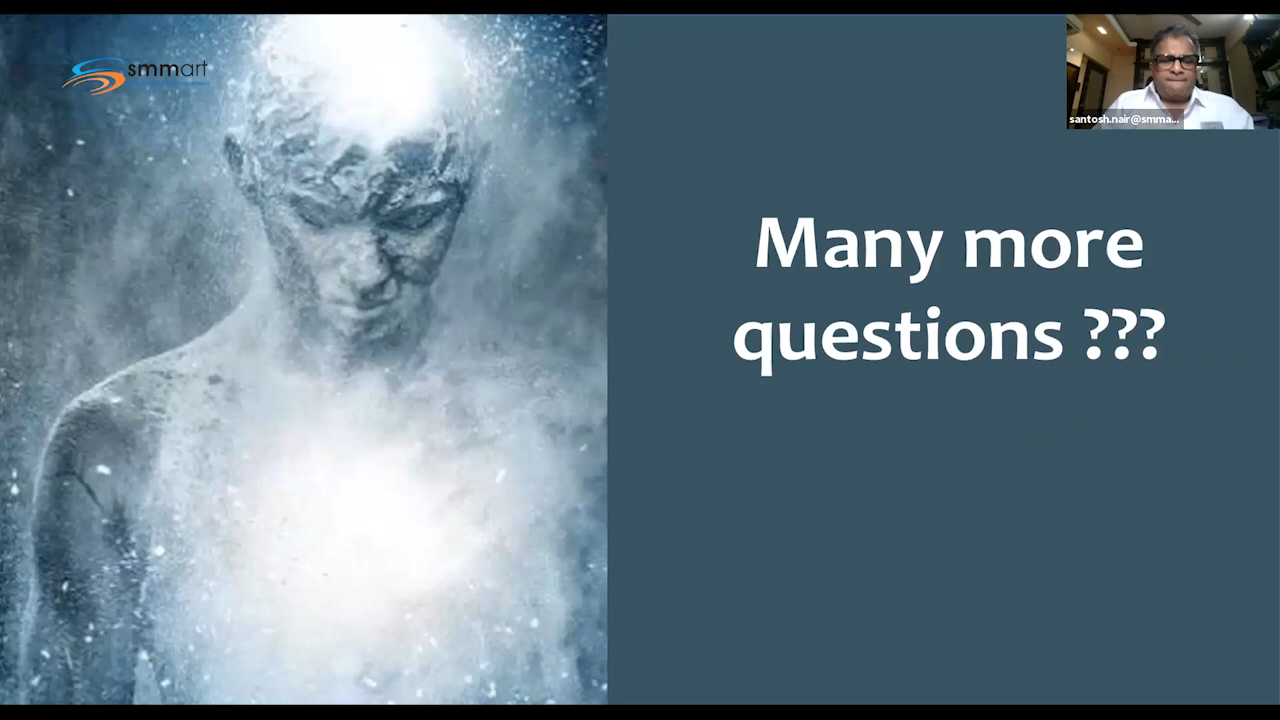 smmart
santosh.nair@smma...
Many more
questions ???